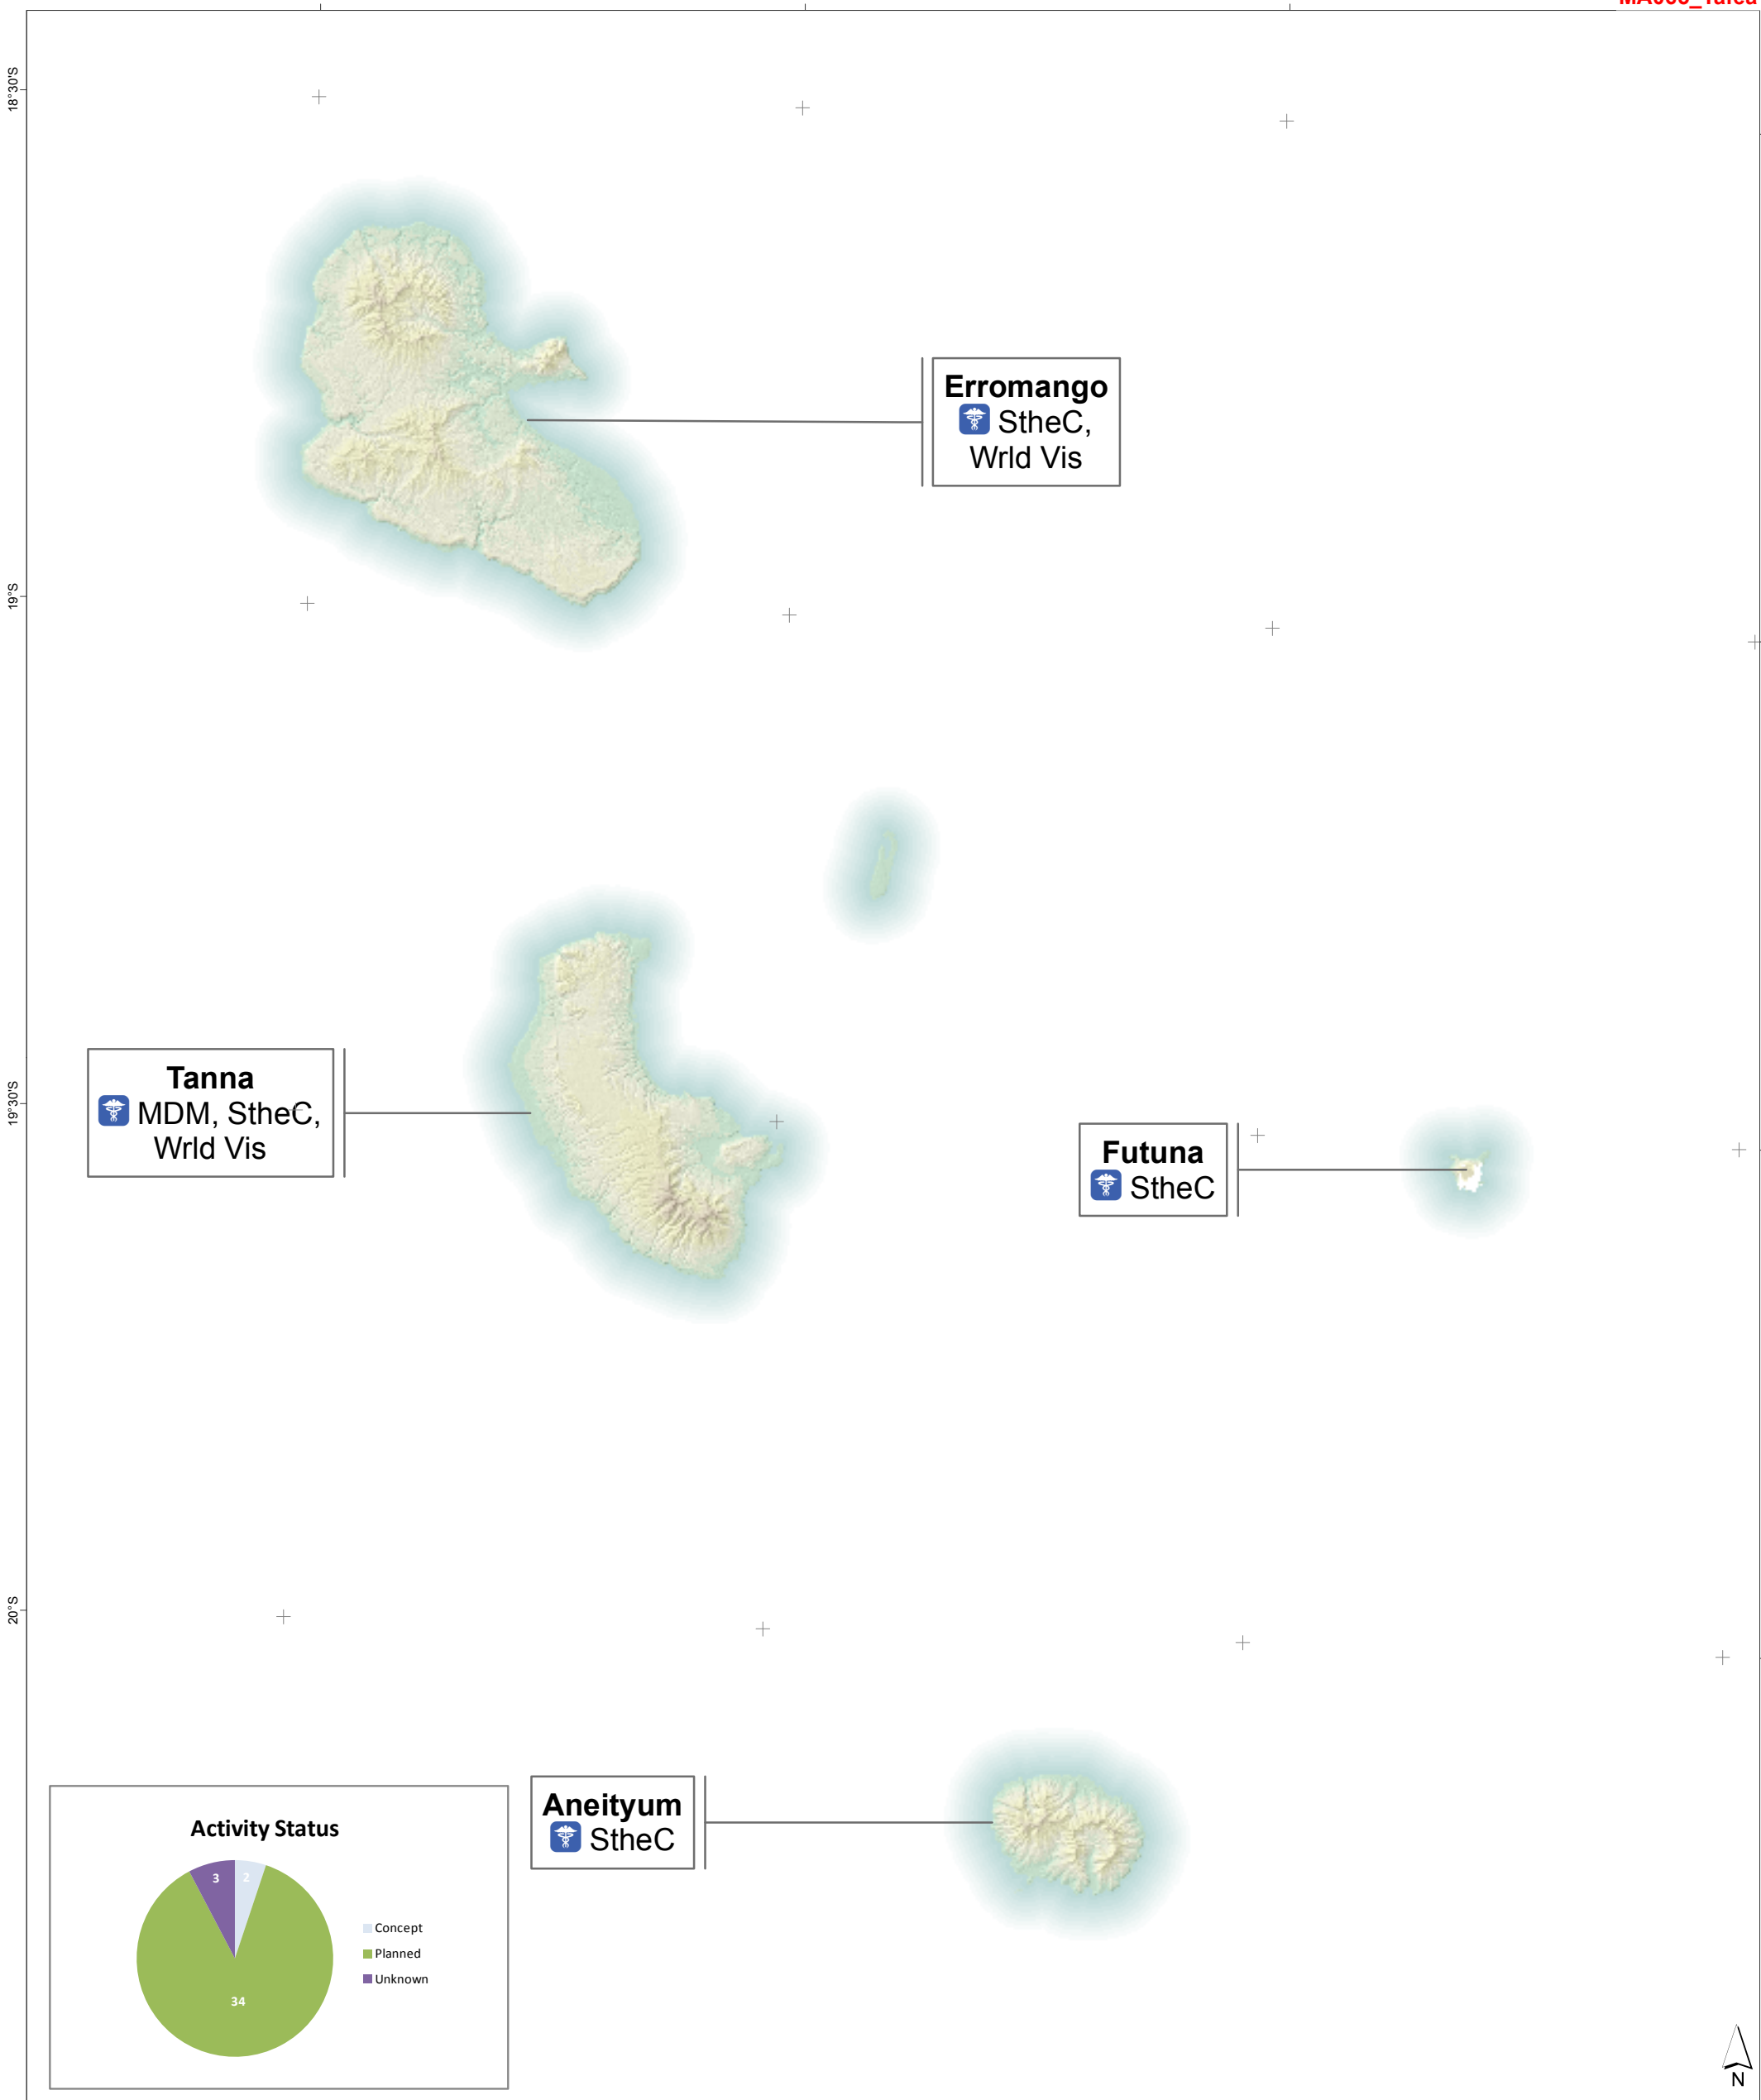 18°30'S
Erromango
StheC,
Wrld Vis
19°S
Tanna
MDM, StheC,
Wrld Vis
19°30'S
Futuna
StheC
20°S
Aneityum
StheC
Activity Status
3
2
34
Concept
Planned
Unknown
N